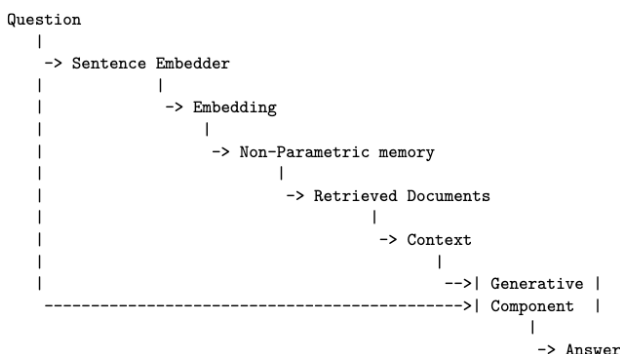 Question
|
-> Sentence Embedder
| |
| -> Embedding
| |
| -> Non-Parametric memory
| |
| -> Retrieved Documents
| |
| -> Context
| |
| -->| Generative |
------------------------------------------->| Component |
|
-> Answer